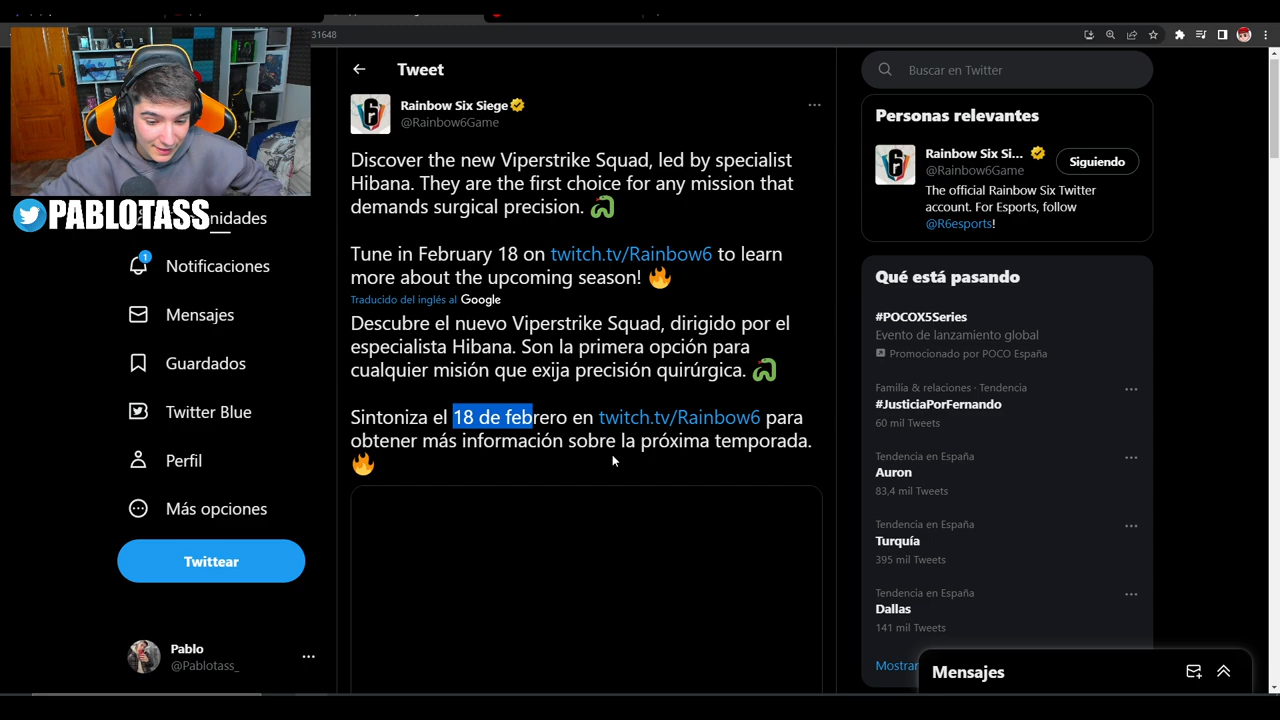 31648
PABLOTASS
nidades
Notificaciones
1
Mensajes
Guardados
Twitter Blue
Perfil
Más opciones
Twittear
Pablo
@Pablotass_
Tweet
Rainbow Six Siege
@Rainbow6Game
Discover the new Viperstrike Squad, led by specialist
Hibana. They are the first choice for any mission that
demands surgical precision.
Tune in February 18 on twitch.tv/Rainbow6 to learn
more about the upcoming season! 🔥
Traducido del inglés al Google
Descubre el nuevo Viperstrike Squad, dirigido por el
especialista Hibana. Son la primera opción para
cualquier misión que exija precisión quirúrgica.
Sintoniza el 18 de febrero en twitch.tv/Rainbow6 para
obtener más información sobre la próxima temporada.
🔥
Buscar en Twitter
Personas relevantes
Rainbow Six Si...
@Rainbow6Game
Siguiendo
The official Rainbow Six Twitter
account. For Esports, follow
@R6esports!
Qué está pasando
#POCOX5Series
Evento de lanzamiento global
Promocionado por POCO España
Familia & relaciones · Tendencia
#JusticiaPorFernando
60 mil Tweets
Tendencia en España
Auron
83,4 mil Tweets
Tendencia en España
Turquía
395 mil Tweets
Tendencia en España
Dallas
141 mil Tweets
Mostrar
Mensajes